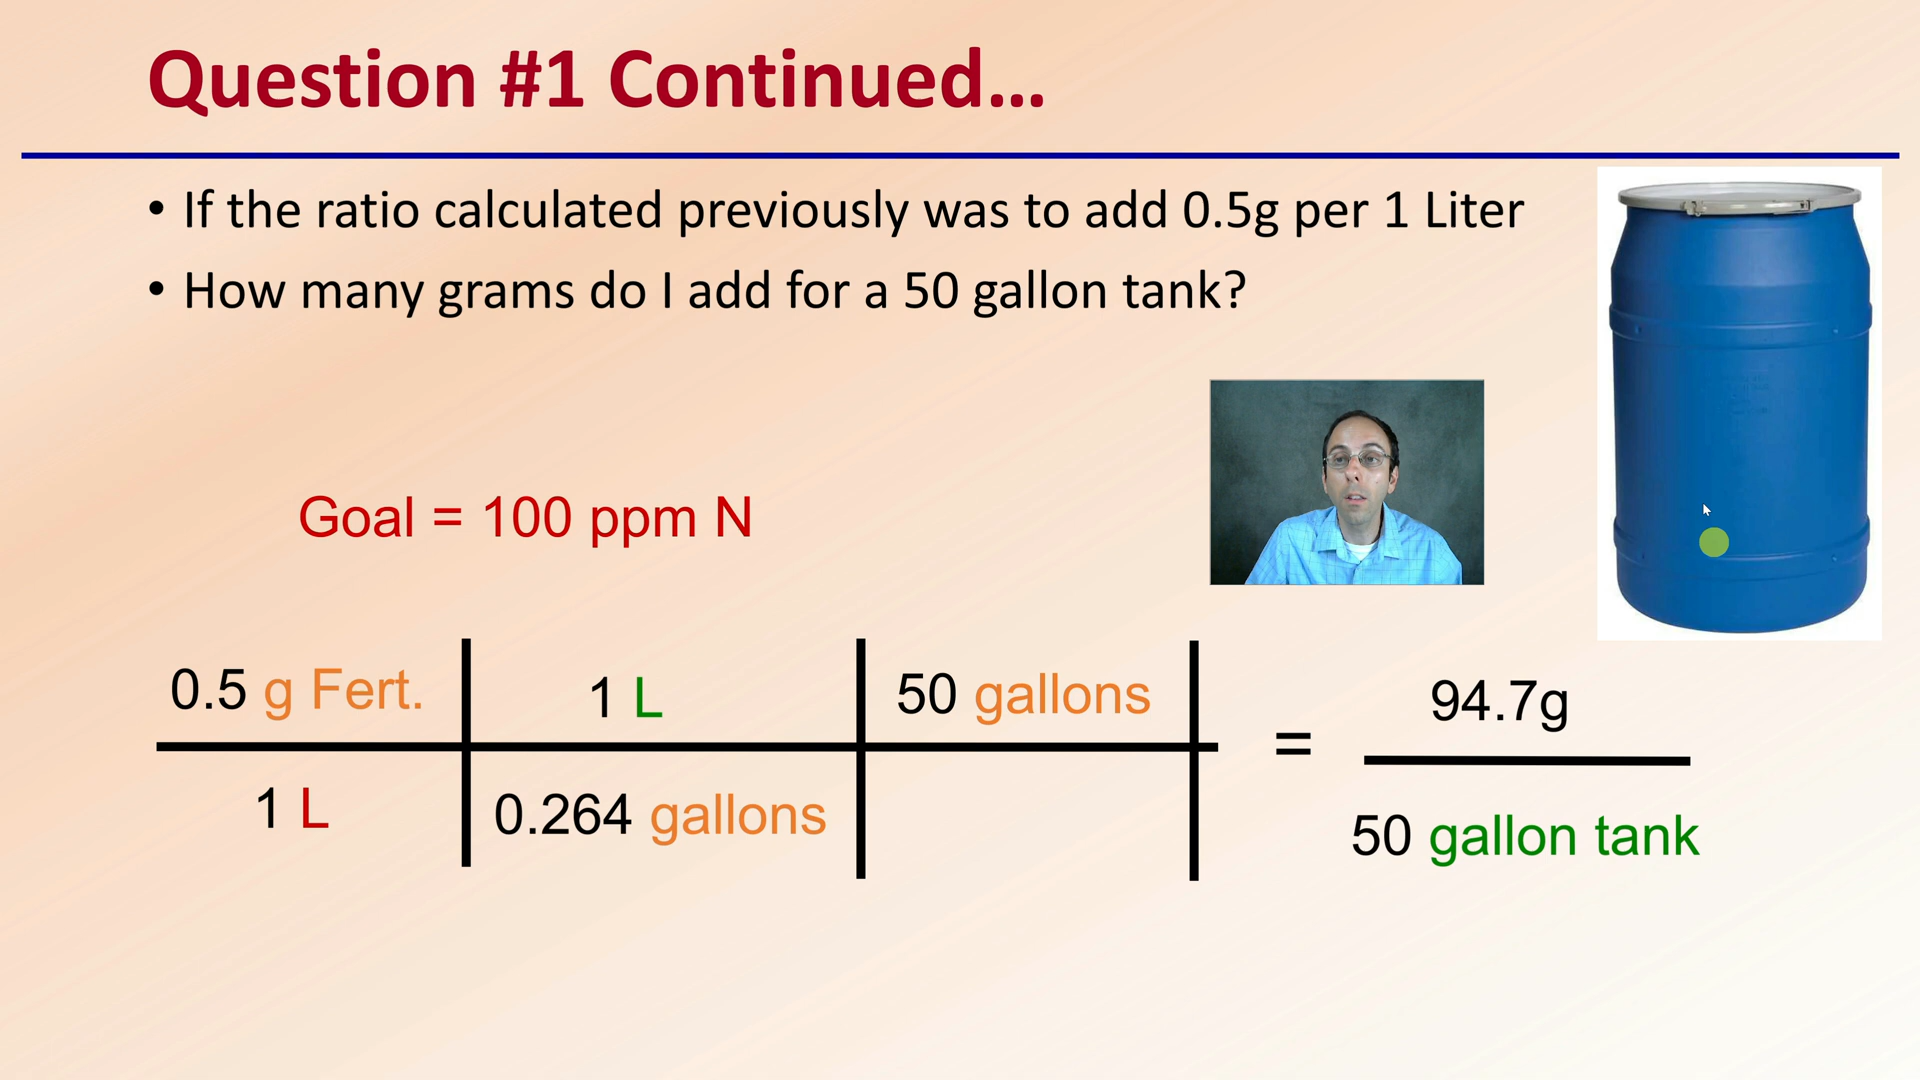 Question #1 Continued...
• If the ratio calculated previously was to add 0.5g per 1 Liter
• How many grams do I add for a 50 gallon tank?
Goal = 100 ppm N
0.5 g Fert.
1 L
50 gallons
=
94.7g
1 L
0.264 gallons
50 gallon tank